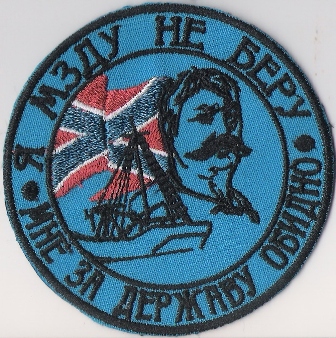 Я МЗДУ НЕ БЕРУ
МНЕ ЗА ДЕРЖАВУ ОБИДНО